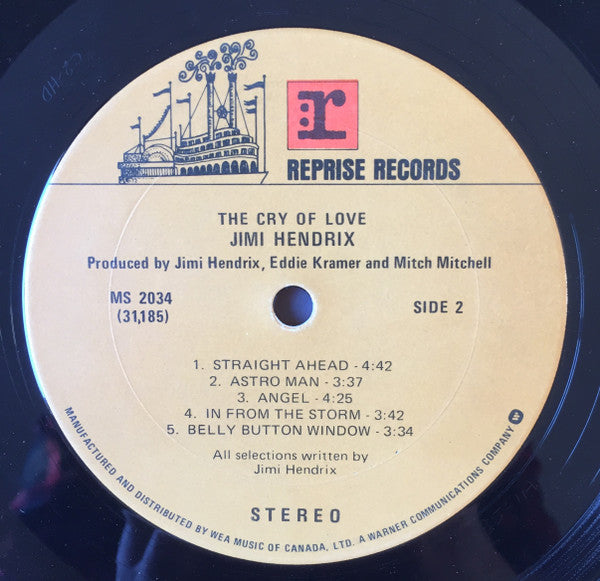 r
REPRISE RECORDS
THE CRY OF LOVE
JIMI HENDRIX
Produced by Jimi Hendrix, Eddie Kramer and Mitch Mitchell
MS 2034
(31,185)
SIDE 2
1. STRAIGHT AHEAD - 4:42
2. ASTRO MAN - 3:37
3. ANGEL - 6:25
4. IN FROM THE STORM - 3:42
5. BELLY BUTTON WINDOW - 3:34
All selections written by
Jimi Hendrix
STEREO
MANUFACTURED AND DISTRIBUTED BY WEA MUSIC OF CANADA, LTD. A WARNER COMMUNICATIONS COMPANY